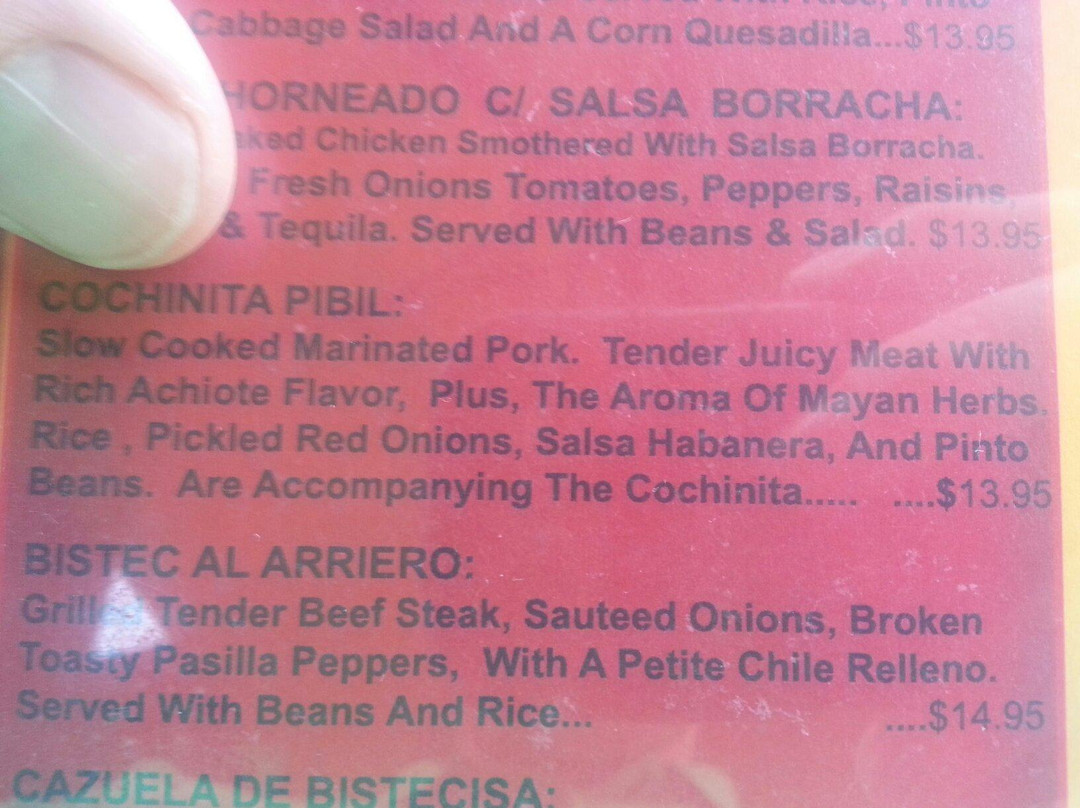 Cabbage Salad And A Corn Quesadilla...$13.95
HORNEADO C/ SALSA BORRACHA:
Chicken Smothered With Salsa Borracha.
Fresh Onions Tomatoes, Peppers, Raisins,
& Tequila. Served With Beans & Salad. $13.95
COCHINITA PIBIL:
Slow Cooked Marinated Pork. Tender Juicy Meat With
Rich Achiote Flavor, Plus, The Aroma Of Mayan Herbs.
Rice , Pickled Red Onions, Salsa Habanera, And Pinto
Beans. Are Accompanying The Cochinita..... ....$13.95
BISTEC AL ARRIERO:
Grilled Tender Beef Steak, Sauteed Onions, Broken
Toasty Pasilla Peppers, With A Petite Chile Relleno.
Served With Beans And Rice... ....$14.95
CAZUELA DE BISTECISA: